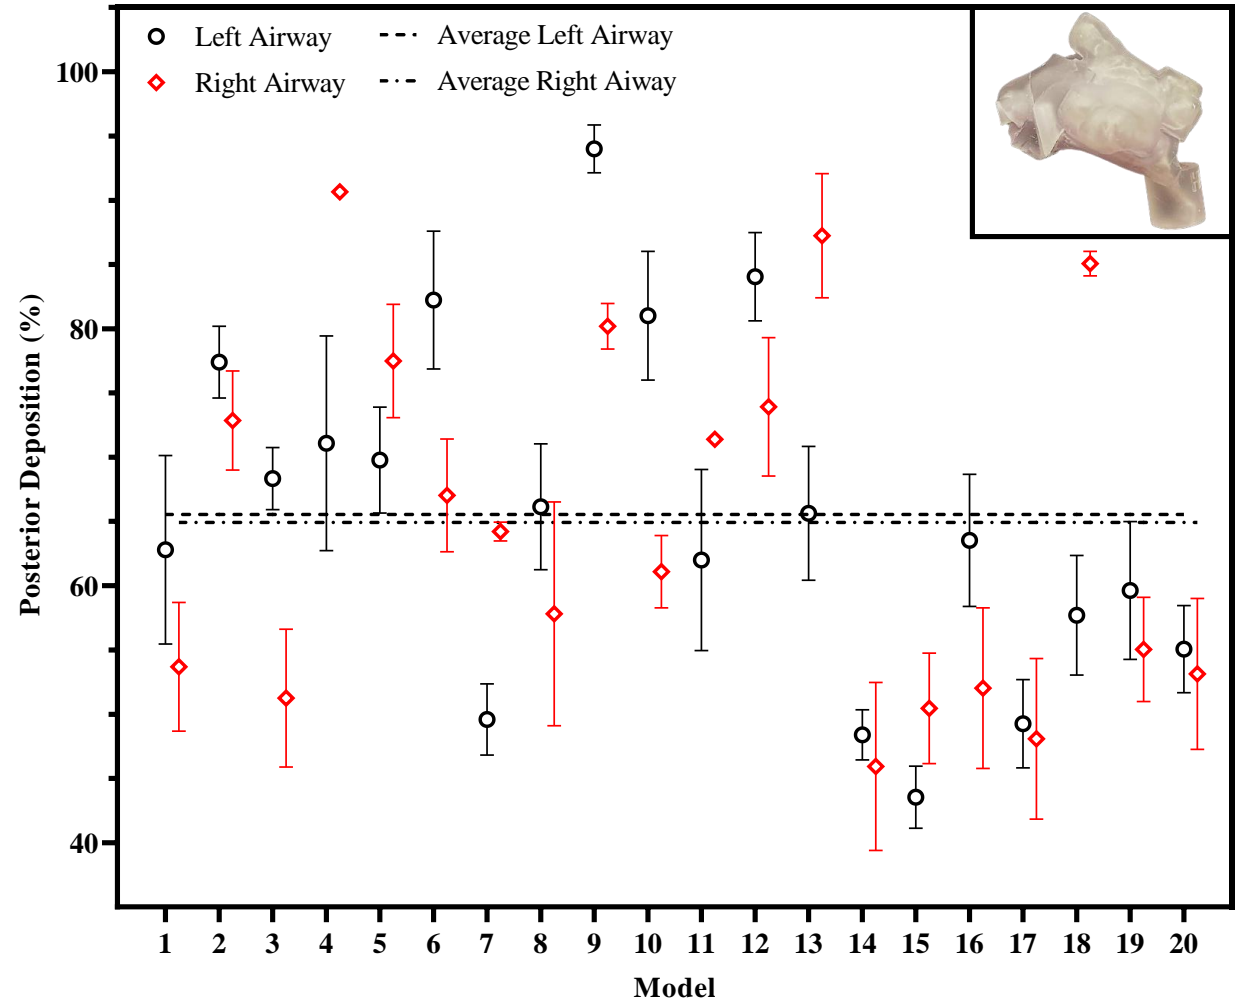 Left Airway
Average Left Airway
Right Airway
Average Right Aiway
100
80
60
40
Posterior Deposition (%)
1 2 3 4 5 6 7 8 9 10 11 12 13 14 15 16 17 18 19 20
Model